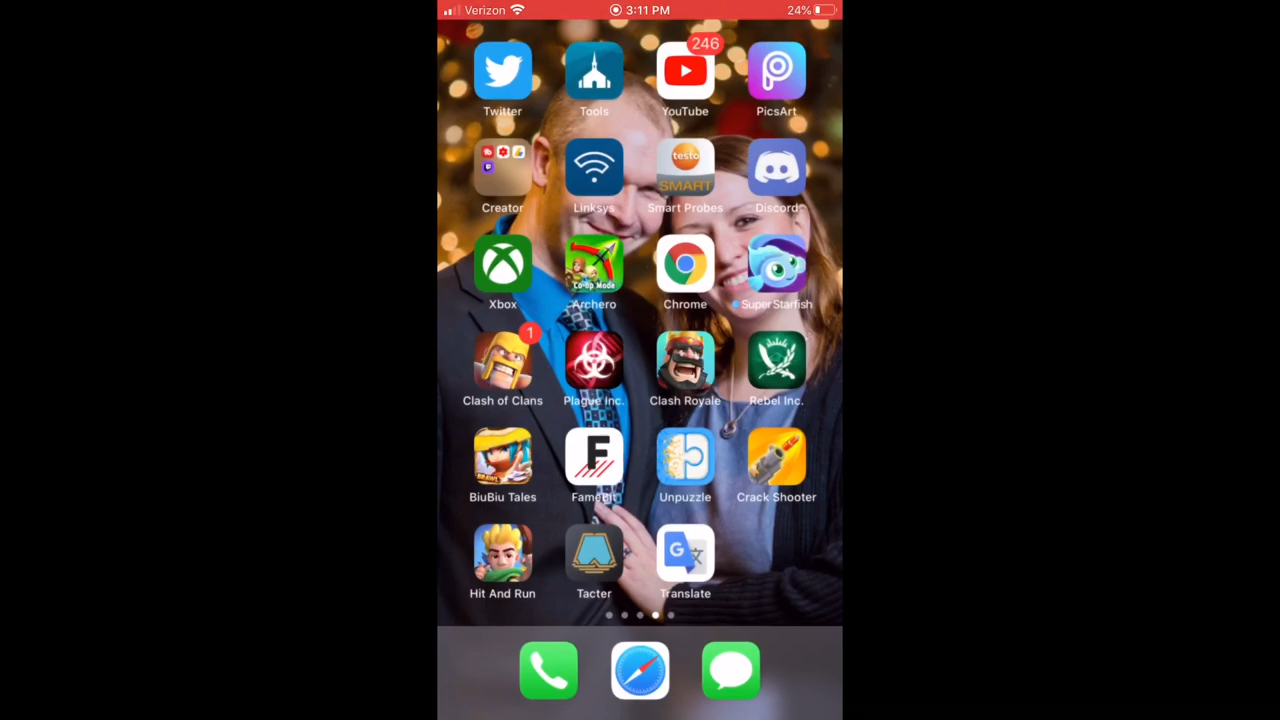 Verizon 3:11 PM 24%
246
Twitter Tools YouTube PicsArt
testo
SMART
Creator Linksys Smart Probes Discord
Co-op Mode
Xbox Archero Chrome Super Starfish
1
Clash of Clans Plague Inc. Clash Royale Rebel Inc.
BRAWL F
BiuBiu Tales FameBit Unpuzzle Crack Shooter
G 文
Hit And Run Tacter Translate